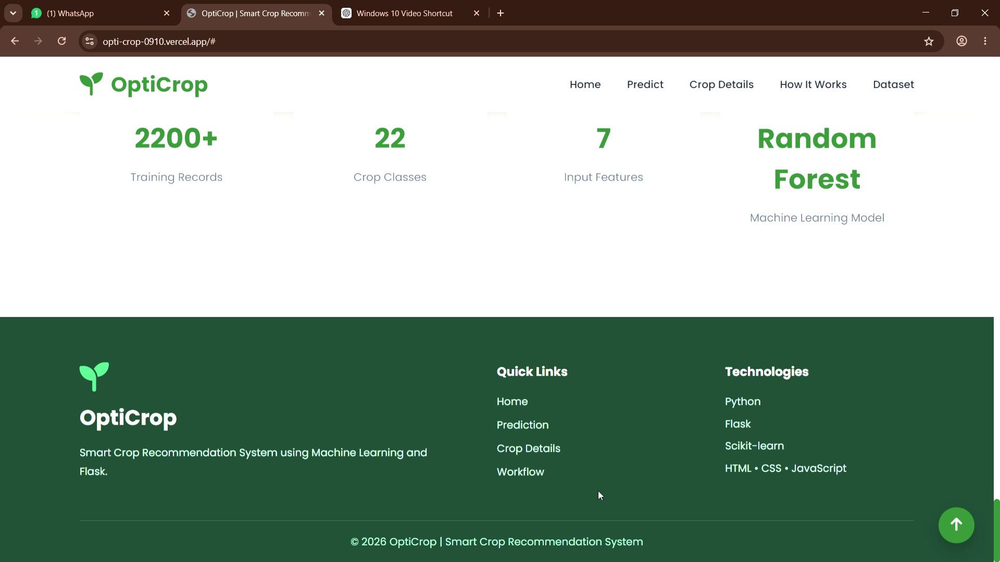 (1) WhatsApp
OptiCrop | Smart Crop Recomm
Windows 10 Video Shortcut
opti-crop-0910.vercel.app/#
OptiCrop
Home
Predict
Crop Details
How It Works
Dataset
2200+
Training Records
22
Crop Classes
7
Input Features
Random
Forest
Machine Learning Model
OptiCrop
Smart Crop Recommendation System using Machine Learning and
Flask.
Quick Links
Home
Prediction
Crop Details
Workflow
Technologies
Python
Flask
Scikit-learn
HTML • CSS • JavaScript
© 2026 OptiCrop | Smart Crop Recommendation System